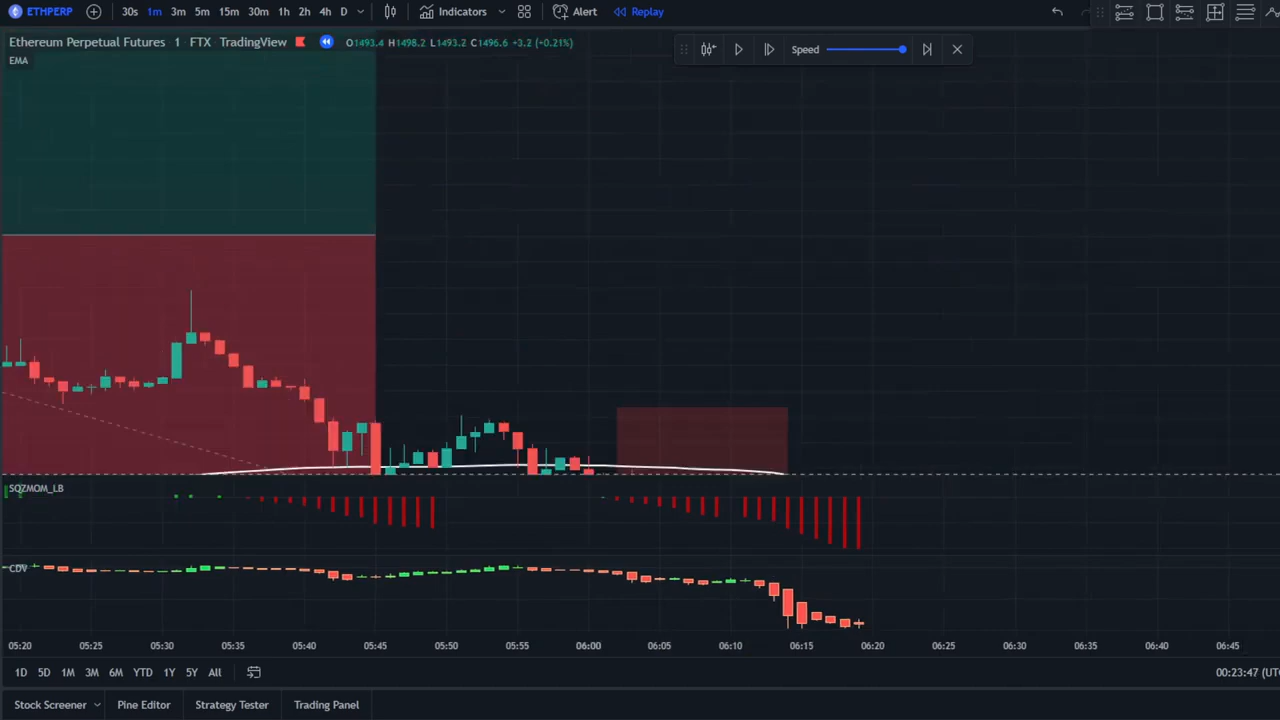 ETHPERP 30s 1m 3m 5m 15m 30m 1h 2h 4h D Indicators Alert Replay
Ethereum Perpetual Futures 1 FTX TradingView O1493.4 H1498.2 L1493.2 C1496.6 +3.2 (+0.21%)
Speed
EMA
SQZMOM_LB
CDV
05:20 05:25 05:30 05:35 05:40 05:45 05:50 05:55 06:00 06:05 06:10 06:15 06:20 06:25 06:30 06:35 06:40 06:45
1D 5D 1M 3M 6M YTD 1Y 5Y All 00:23:47 (UTC
Stock Screener Pine Editor Strategy Tester Trading Panel